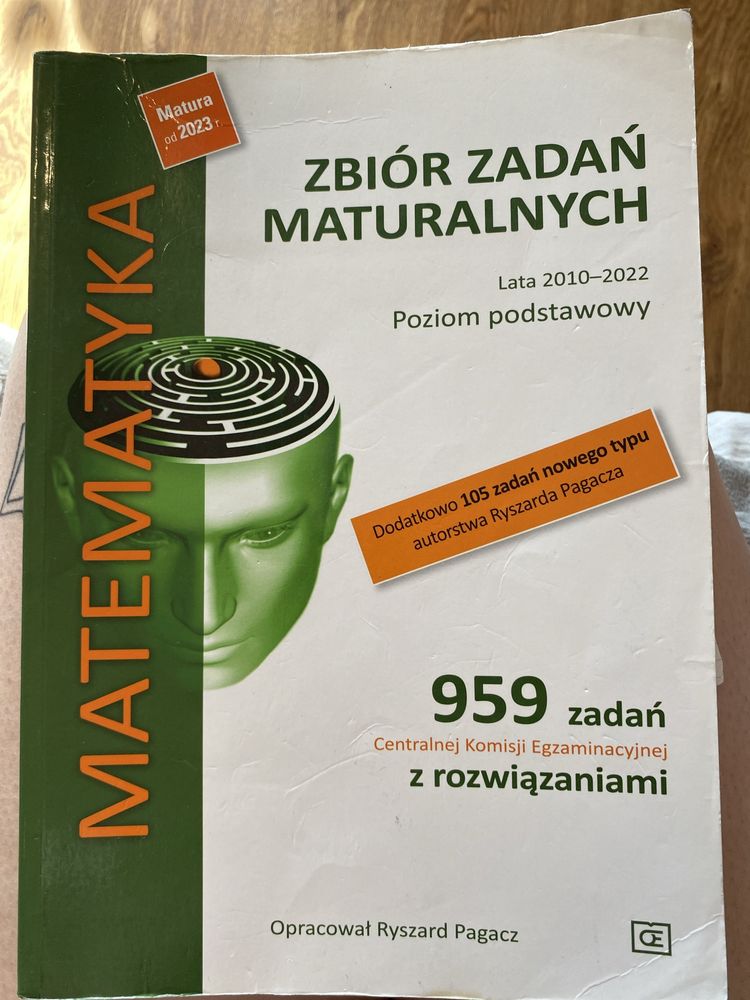 Matura
od 2023 r.
ZBIÓR ZADAŃ
MATURALNYCH
Lata 2010–2022
Poziom podstawowy
MATEMATYKA
Dodatkowo 105 zadań nowego typu
autorstwa Ryszarda Pagacza
959 zadań
Centralnej Komisji Egzaminacyjnej
z rozwiązaniami
Opracował Ryszard Pagacz
OE